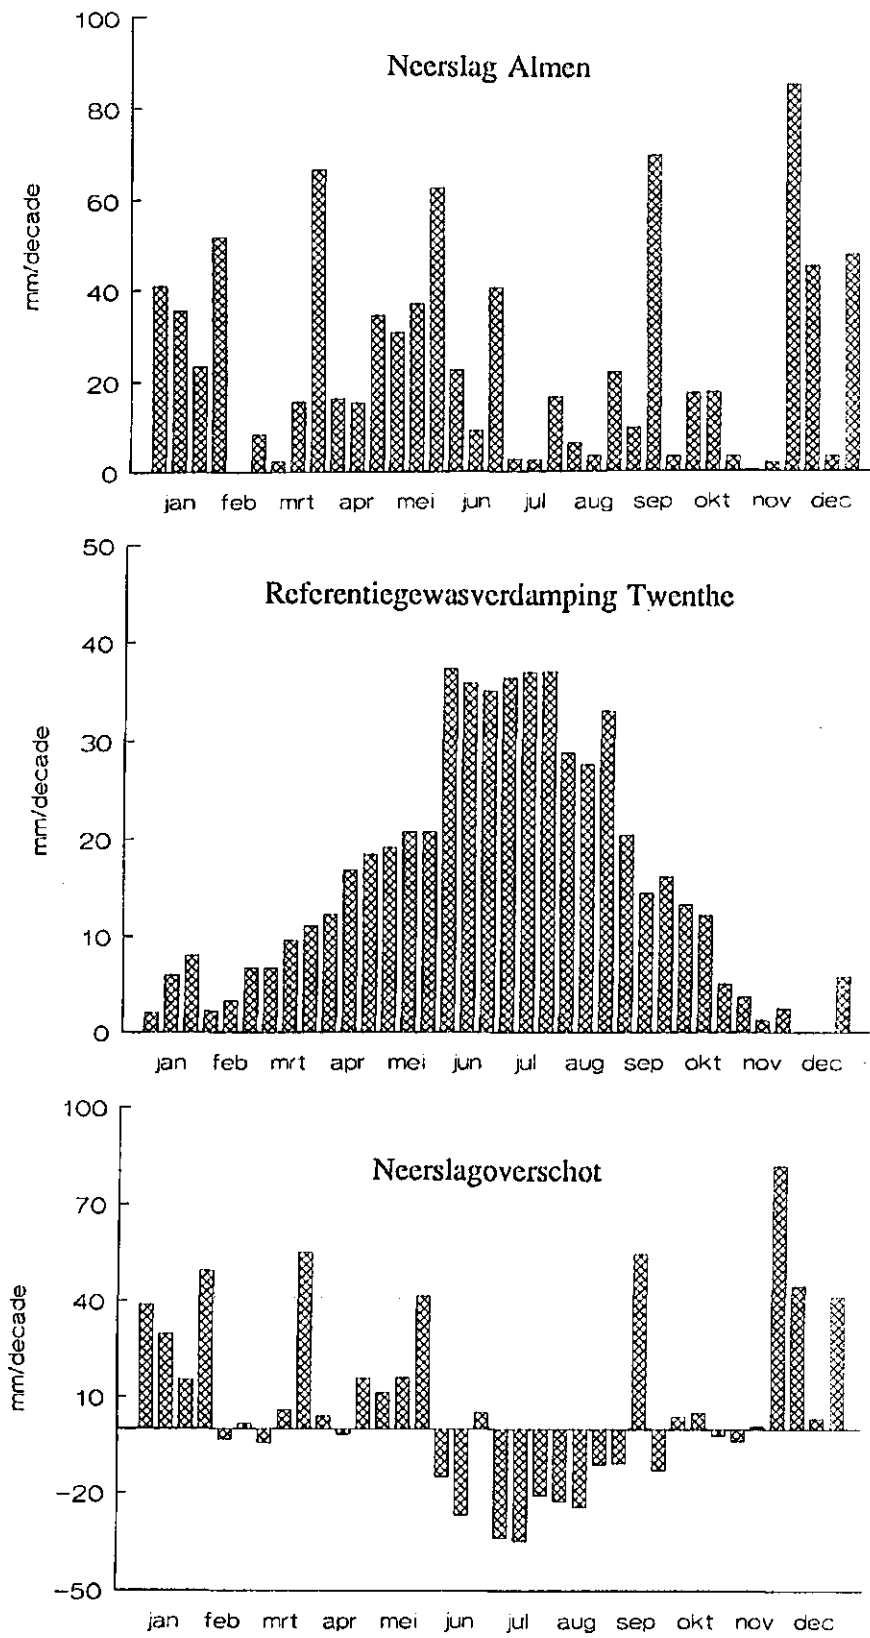 Neerslag Almen
mm/decade
100
80
60
40
20
0
jan feb mrt apr mei jun jul aug sep okt nov dec
Referentiegewasverdamping Twenthe
mm/decade
50
40
30
20
10
0
jan feb mrt apr mei jun jul aug sep okt nov dec
Neerslagoverschot
mm/decade
100
70
40
10
-20
-50
jan feb mrt apr mei jun jul aug sep okt nov dec